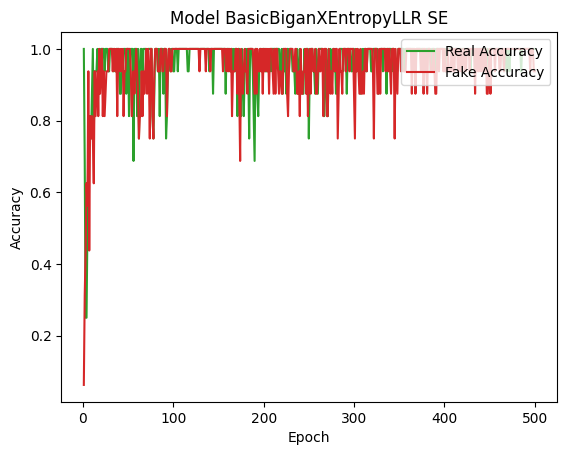 Model BasicBiganXEntropyLLR SE
Real Accuracy
Fake Accuracy
1.0
0.8
0.6
0.4
0.2
Accuracy
0
100
200
300
400
500
Epoch